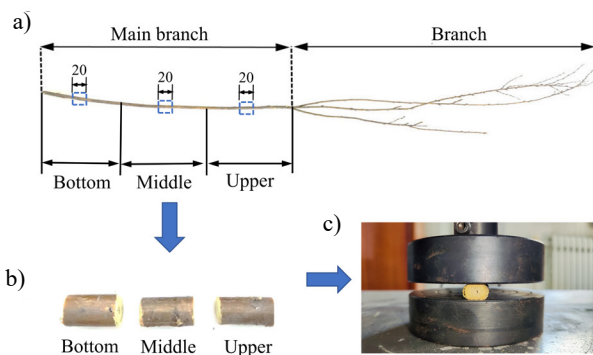 a)
Main branch
Branch
20
20
20
Bottom
Middle
Upper
b)
c)
Bottom
Middle
Upper